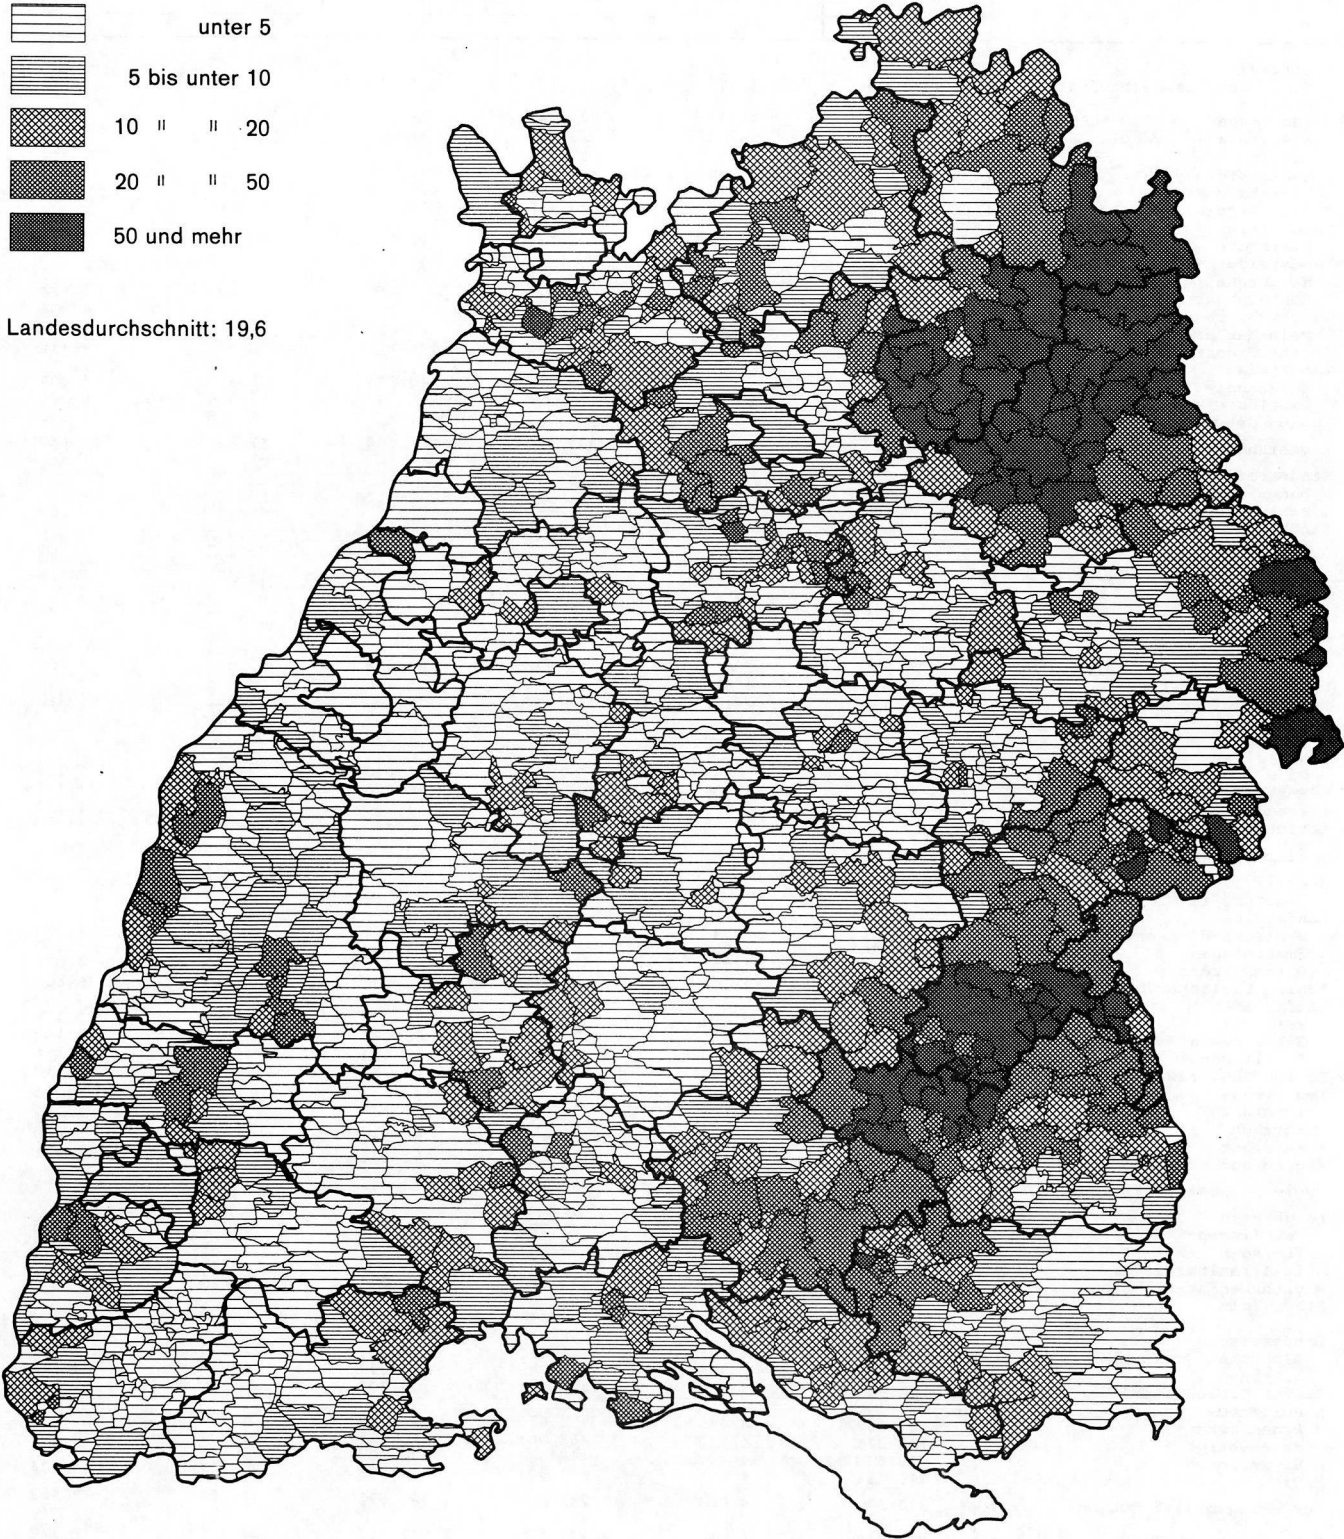 unter 5
5 bis unter 10
10 " " 20
20 " " 50
50 und mehr
Landesdurchschnitt: 19,6